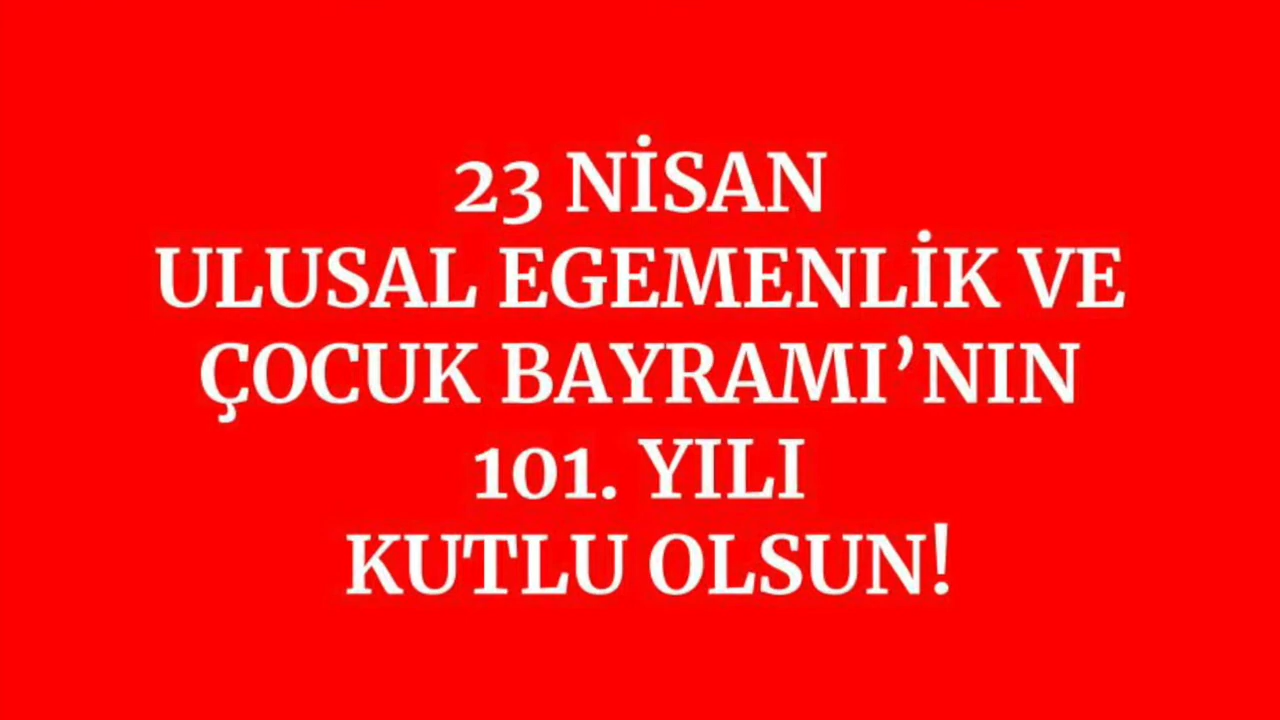 23 NİSAN
ULUSAL EGEMENLİK VE
ÇOCUK BAYRAMI’NIN
101. YILI
KUTLU OLSUN!